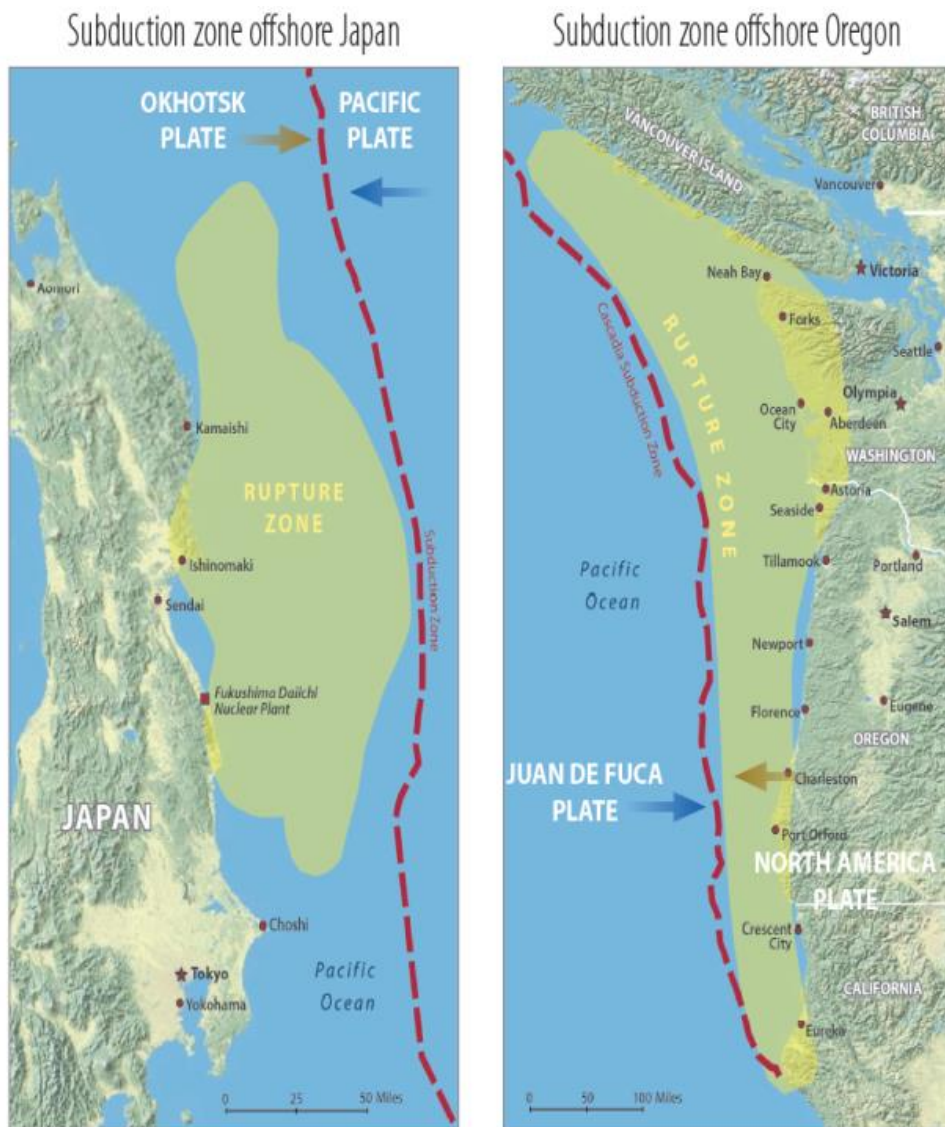 Subduction zone offshore Japan
OKHOTSK
PLATE
PACIFIC
PLATE
Aomori
Kamaishi
RUPTURE
ZONE
Ishinomaki
Sendai
Subduction Zone
Fukushima Daiichi
Nuclear Plant
JAPAN
Choshi
Pacific
Ocean
Tokyo
Yokohama
0 25 50 Miles
Subduction zone offshore Oregon
BRITISH
COLUMBIA
VANCOUVER ISLAND
Vancouver
Victoria
Neah Bay
Forks
Seattle
RUPTURE ZONE
Cascadia Subduction Zone
Olympia
Ocean
City
Aberdeen
WASHINGTON
Astoria
Seaside
Tillamook
Portland
Pacific
Ocean
Salem
Newport
Florence
Eugene
OREGON
JUAN DE FUCA
PLATE
Charleston
Port Orford
NORTH AMERICA
PLATE
Crescent
City
CALIFORNIA
Eureka
0 50 100 Miles